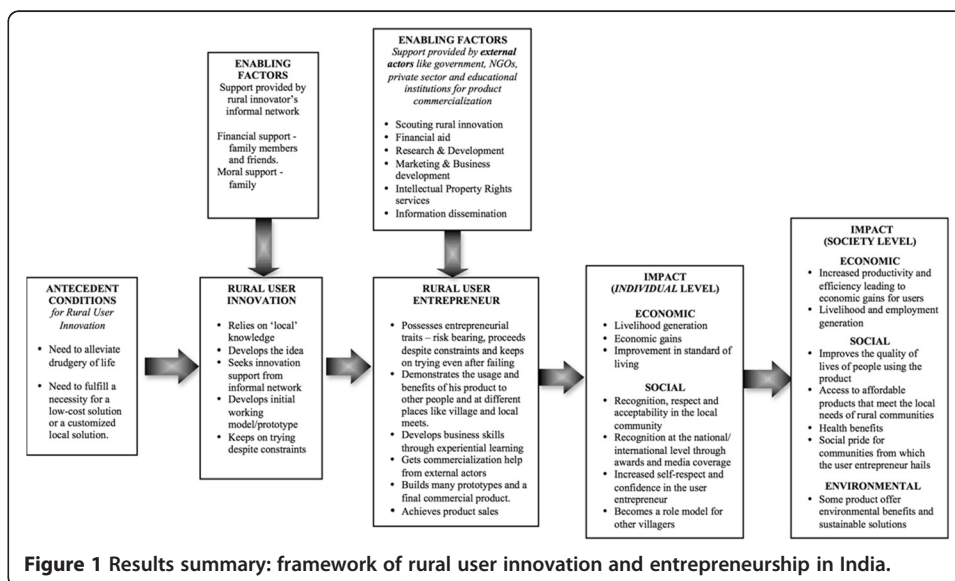 ENABLING
FACTORS
Support provided by
rural innovator's
informal network
Financial support -
family members
and friends.
Moral support -
family
ENABLING FACTORS
Support provided by external
actors like government, NGOs,
private sector and educational
institutions for product
commercialization
• Scouting rural innovation
• Financial aid
• Research & Development
• Marketing & Business
development
• Intellectual Property Rights
services
• Information dissemination
ANTECEDENT
CONDITIONS
for Rural User
Innovation
• Need to alleviate
drudgery of life
• Need to fulfill a
necessity for a
low-cost solution
or a customized
local solution.
RURAL USER
INNOVATION
• Relies on 'local'
knowledge
• Develops the idea
• Seeks innovation
support from
informal network
• Develops initial
working
model/prototype
• Keeps on trying
despite constraints
RURAL USER
ENTREPRENEUR
• Possesses entrepreneurial
traits – risk bearing, proceeds
despite constraints and keeps
on trying even after failing
• Demonstrates the usage and
benefits of his product to
other people and at different
places like village and local
meets.
• Develops business skills
through experiential learning
• Gets commercialization help
from external actors
• Builds many prototypes and a
final commercial product.
• Achieves product sales
IMPACT
(INDIVIDUAL LEVEL)
ECONOMIC
• Livelihood generation
• Economic gains
• Improvement in standard of
living
SOCIAL
• Recognition, respect and
acceptability in the local
community
• Recognition at the national/
international level through
awards and media coverage
• Increased self-respect and
confidence in the user
entrepreneur
• Becomes a role model for
other villagers
IMPACT
(SOCIETY LEVEL)
ECONOMIC
• Increased productivity and
efficiency leading to
economic gains for users
• Livelihood and employment
generation
SOCIAL
• Improves the quality of
lives of people using the
product
• Access to affordable
products that meet the local
needs of rural communities
• Health benefits
• Social pride for
communities from which
the user entrepreneur hails
ENVIRONMENTAL
• Some product offer
environmental benefits and
sustainable solutions
Figure 1 Results summary: framework of rural user innovation and entrepreneurship in India.